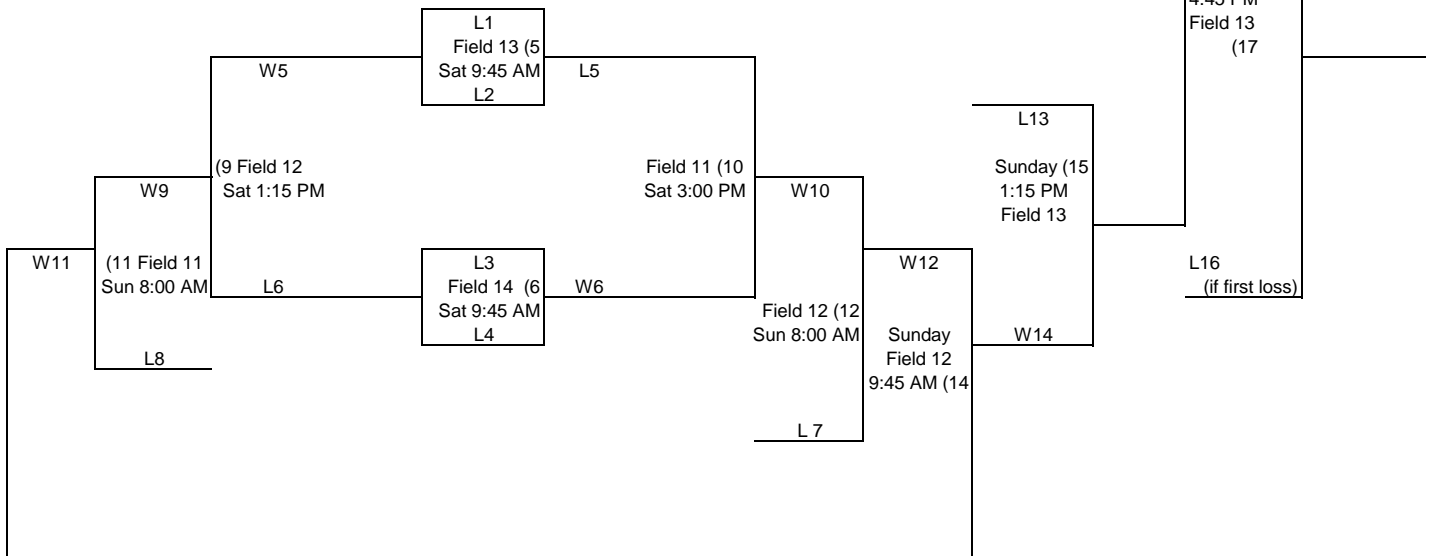 4:45 PM
Field 13
(17
L1
Field 13 (5
Sat 9:45 AM
L2
W5
L5
L13
(9 Field 12
Sat 1:15 PM
Field 11 (10
Sat 3:00 PM
Sunday (15
1:15 PM
Field 13
W9
W10
W11
(11 Field 11
Sun 8:00 AM
L6
L3
Field 14 (6
Sat 9:45 AM
L4
W6
W12
L16
(if first loss)
Field 12 (12
Sun 8:00 AM
Sunday
Field 12
9:45 AM (14
W14
L8
L 7